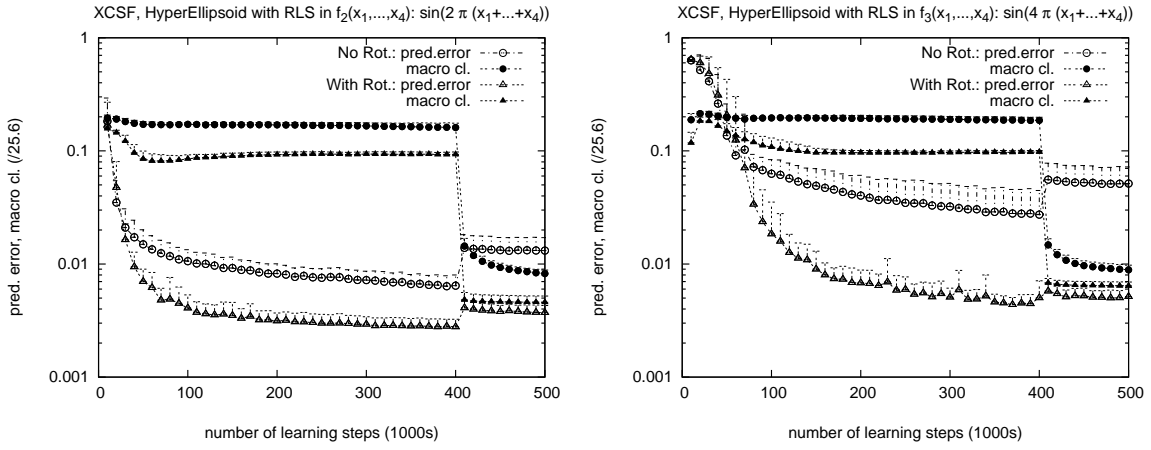 XCSF, HyperEllipsoid with RLS in f2(x1,...,x4): sin(2 π (x1+...+x4))
pred. error, macro cl. (/25.6)
No Rot.: pred.error
macro cl.
With Rot.: pred.error
macro cl.
1
0.1
0.01
0.001
0 100 200 300 400 500
number of learning steps (1000s)
XCSF, HyperEllipsoid with RLS in f3(x1,...,x4): sin(4 π (x1+...+x4))
pred. error, macro cl. (/25.6)
No Rot.: pred.error
macro cl.
With Rot.: pred.error
macro cl.
1
0.1
0.01
0.001
0 100 200 300 400 500
number of learning steps (1000s)